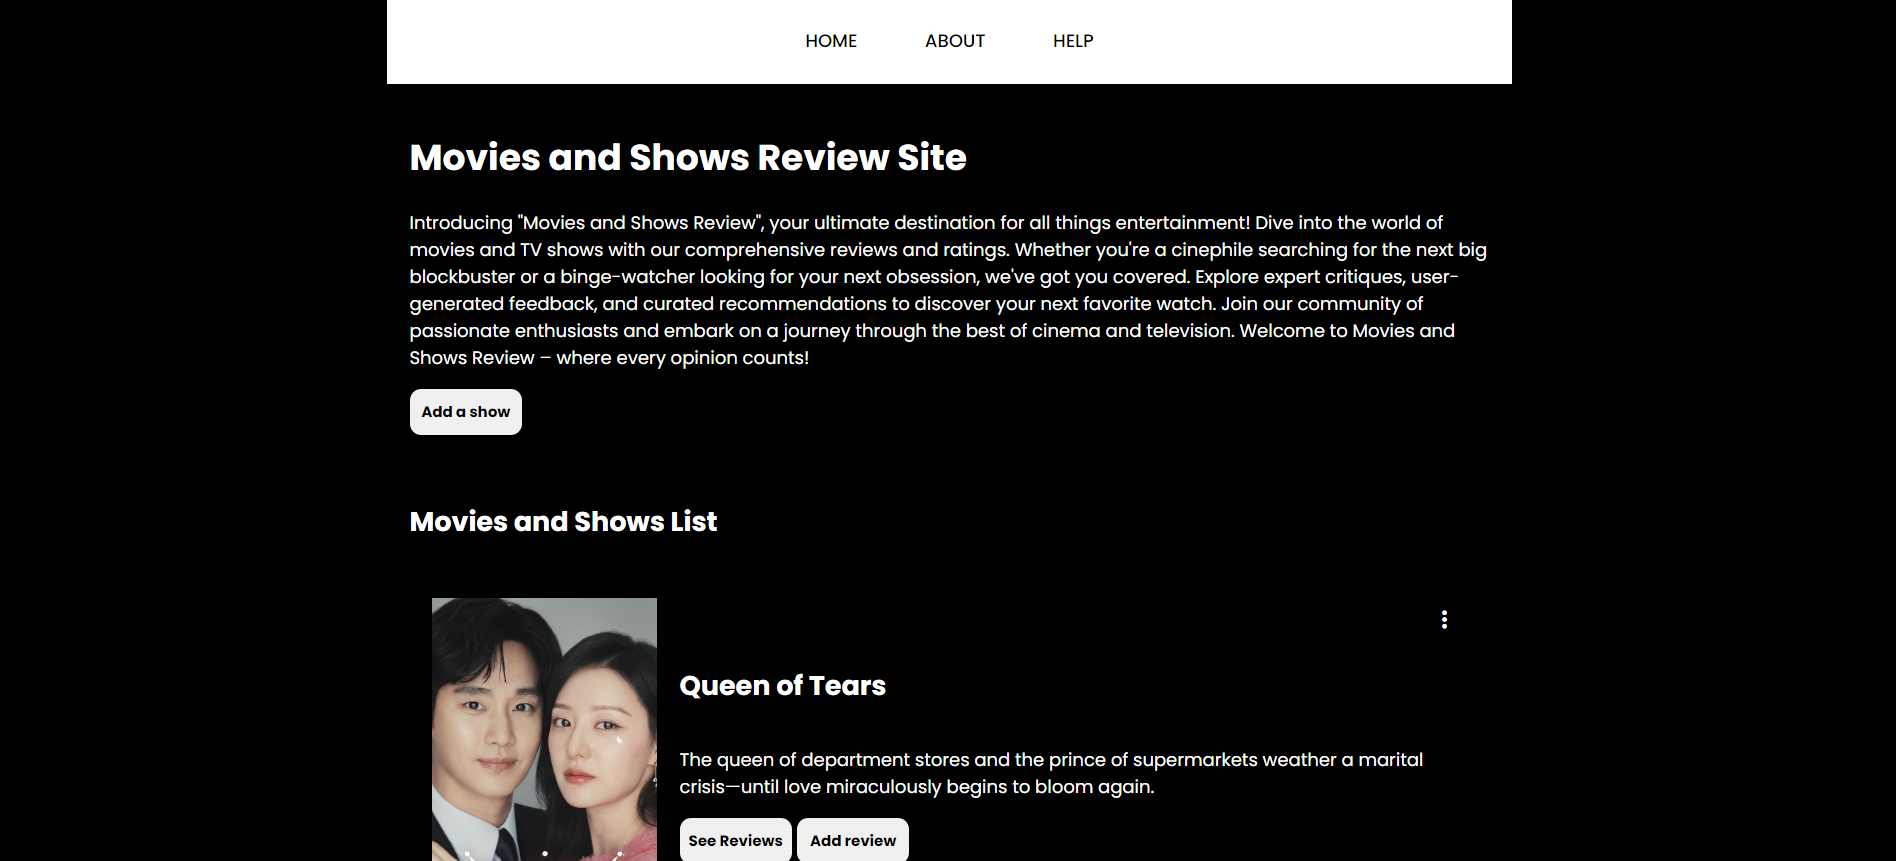 HOME ABOUT HELP
Movies and Shows Review Site
Introducing "Movies and Shows Review", your ultimate destination for all things entertainment! Dive into the world of
movies and TV shows with our comprehensive reviews and ratings. Whether you're a cinephile searching for the next big
blockbuster or a binge-watcher looking for your next obsession, we've got you covered. Explore expert critiques, user-
generated feedback, and curated recommendations to discover your next favorite watch. Join our community of
passionate enthusiasts and embark on a journey through the best of cinema and television. Welcome to Movies and
Shows Review – where every opinion counts!
Add a show
Movies and Shows List
Queen of Tears
The queen of department stores and the prince of supermarkets weather a marital
crisis—until love miraculously begins to bloom again.
See Reviews Add review